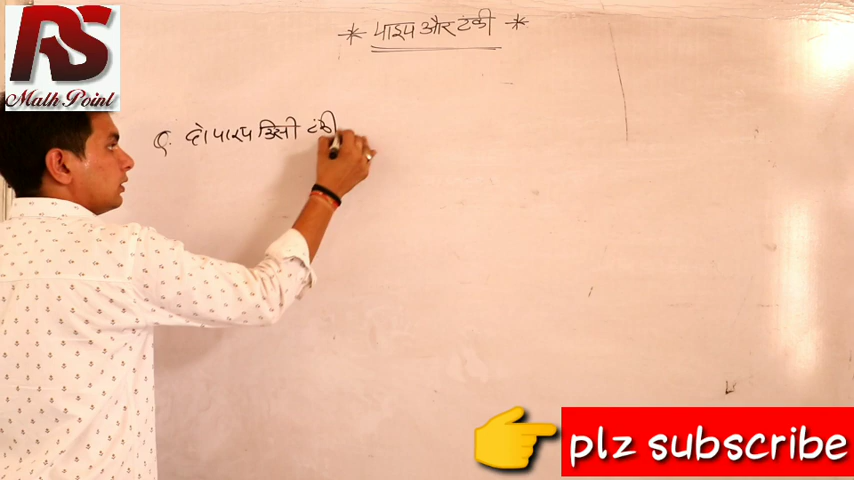 RS
Math Point
* पाइप और टंकी *
Q. दो पाइप किसी टंकी
plz subscribe